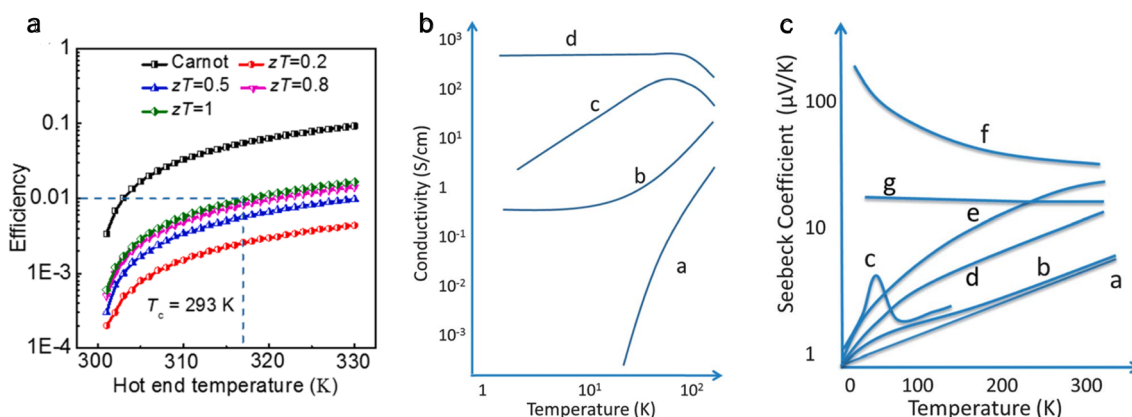 a
1
0.1
0.01
1E-3
1E-4
Efficiency
Carnot
zT=0.2
zT=0.5
zT=0.8
zT=1
T_c = 293 K
300
310
320
330
Hot end temperature (K)
b
10³
10²
10¹
1
10⁻¹
10⁻²
10⁻³
Conductivity (S/cm)
d
c
b
a
1
10¹
10²
Temperature (K)
c
100
10
1
Seebeck Coefficient (μV/K)
f
g
e
c
d
b
a
0
100
200
300
Temperature (K)